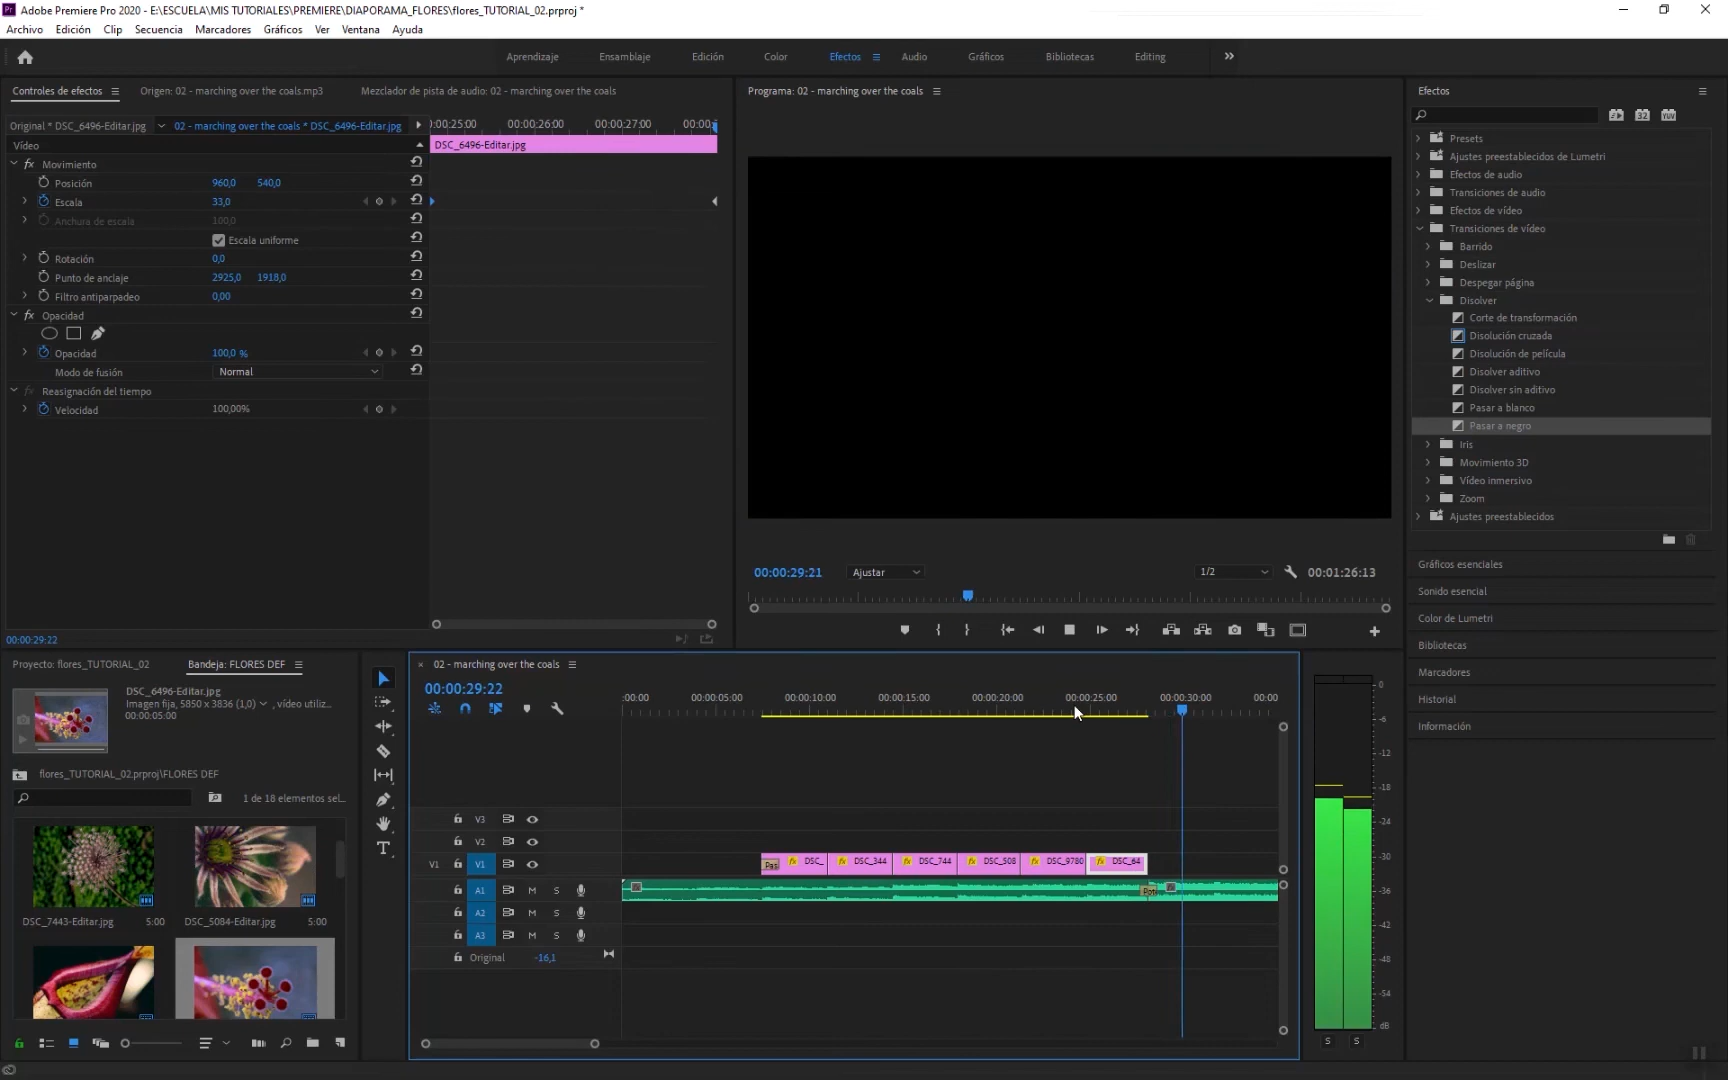 Adobe Premiere Pro 2020 - E:\ESCUELA\MIS TUTORIALES\PREMIERE\DIAPORAMA_FLORES\flores_TUTORIAL_02.prproj *
Archivo Edición Clip Secuencia Marcadores Gráficos Ver Ventana Ayuda
Aprendizaje Ensamblaje Edición Color Efectos Audio Gráficos Bibliotecas Editing
Controles de efectos Origen: 02 - marching over the coals.mp3 Mezclador de pista de audio: 02 - marching over the coals
Programa: 02 - marching over the coals
Efectos
Original * DSC_6496-Editar.jpg 02 - marching over the coals * DSC_6496-Editar.jpg
:00:25:00 00:00:26:00 00:00:27:00 00:00:
Vídeo
DSC_6496-Editar.jpg
Movimiento
Posición 960,0 540,0
Escala 33,0
Anchura de escala 100,0
Escala uniforme
Rotación 0,0
Punto de anclaje 2925,0 1918,0
Filtro antiparpadeo 0,00
Opacidad
Opacidad 100,0 %
Modo de fusión Normal
Reasignación del tiempo
Velocidad 100,00%
00:00:29:22
00:00:29:21 Ajustar 1/2 00:01:26:13
32 YUV
Presets
Ajustes preestablecidos de Lumetri
Efectos de audio
Transiciones de audio
Efectos de vídeo
Transiciones de vídeo
Barrido
Deslizar
Despegar página
Disolver
Corte de transformación
Disolución cruzada
Disolución de película
Disolver aditivo
Disolver sin aditivo
Pasar a blanco
Pasar a negro
Iris
Movimiento 3D
Vídeo inmersivo
Zoom
Ajustes preestablecidos
Gráficos esenciales
Sonido esencial
Color de Lumetri
Bibliotecas
Marcadores
Historial
Información
Proyecto: flores_TUTORIAL_02 Bandeja: FLORES DEF
DSC_6496-Editar.jpg
Imagen fija, 5850 x 3836 (1,0) , vídeo utiliz...
00:00:05:00
flores_TUTORIAL_02.prproj\FLORES DEF
1 de 18 elementos sel...
DSC_7443-Editar.jpg 5:00 DSC_5084-Editar.jpg 5:00
02 - marching over the coals
00:00:29:22
:00:00 00:00:05:00 00:00:10:00 00:00:15:00 00:00:20:00 00:00:25:00 00:00:30:00 00:00
V3
V2
V1 V1
Pas DSC_ DSC_344 DSC_744 DSC_508 DSC_9780 DSC_64
A1 M S
A2 M S
A3 M S
Original -16,1
0
-6
-12
-18
-24
-30
-36
-42
-48
-54
dB
S S